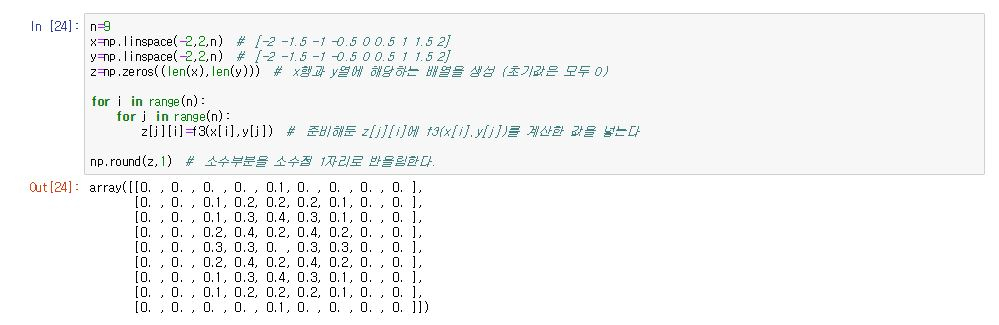 In [24]: n=9
x=np.linspace(-2,2,n) # [-2 -1.5 -1 -0.5 0 0.5 1 1.5 2]
y=np.linspace(-2,2,n) # [-2 -1.5 -1 -0.5 0 0.5 1 1.5 2]
z=np.zeros((len(x),len(y))) # x행과 y열에 해당하는 배열을 생성 (초기값은 모두 0)
for i in range(n):
for j in range(n):
z[j][i]=f3(x[i],y[j]) # 준비해둔 z[j][i]에 f3(x[i],y[j])를 계산한 값을 넣는다
np.round(z,1) # 소수부분을 소수점 1자리로 반올림한다.
Out[24]: array([[0. , 0. , 0. , 0. , 0.1, 0. , 0. , 0. , 0. ],
[0. , 0. , 0.1, 0.2, 0.2, 0.2, 0.1, 0. , 0. ],
[0. , 0. , 0.1, 0.3, 0.4, 0.3, 0.1, 0. , 0. ],
[0. , 0. , 0.2, 0.4, 0.2, 0.4, 0.2, 0. , 0. ],
[0. , 0. , 0.3, 0.3, 0. , 0.3, 0.3, 0. , 0. ],
[0. , 0. , 0.2, 0.4, 0.2, 0.4, 0.2, 0. , 0. ],
[0. , 0. , 0.1, 0.3, 0.4, 0.3, 0.1, 0. , 0. ],
[0. , 0. , 0.1, 0.2, 0.2, 0.2, 0.1, 0. , 0. ],
[0. , 0. , 0. , 0. , 0.1, 0. , 0. , 0. , 0. ]])